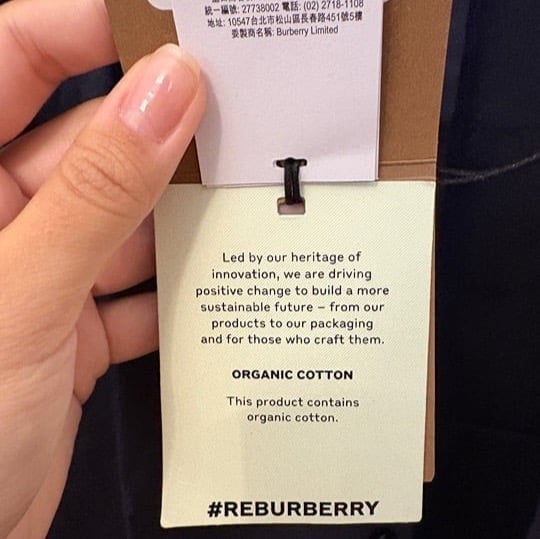 統一編號: 27738002 電話: (02) 2718-1108
地址: 10547台北市松山區長春路451號5樓
委製商名稱: Burberry Limited
Led by our heritage of
innovation, we are driving
positive change to build a more
sustainable future – from our
products to our packaging
and for those who craft them.
ORGANIC COTTON
This product contains
organic cotton.
#REBURBERRY